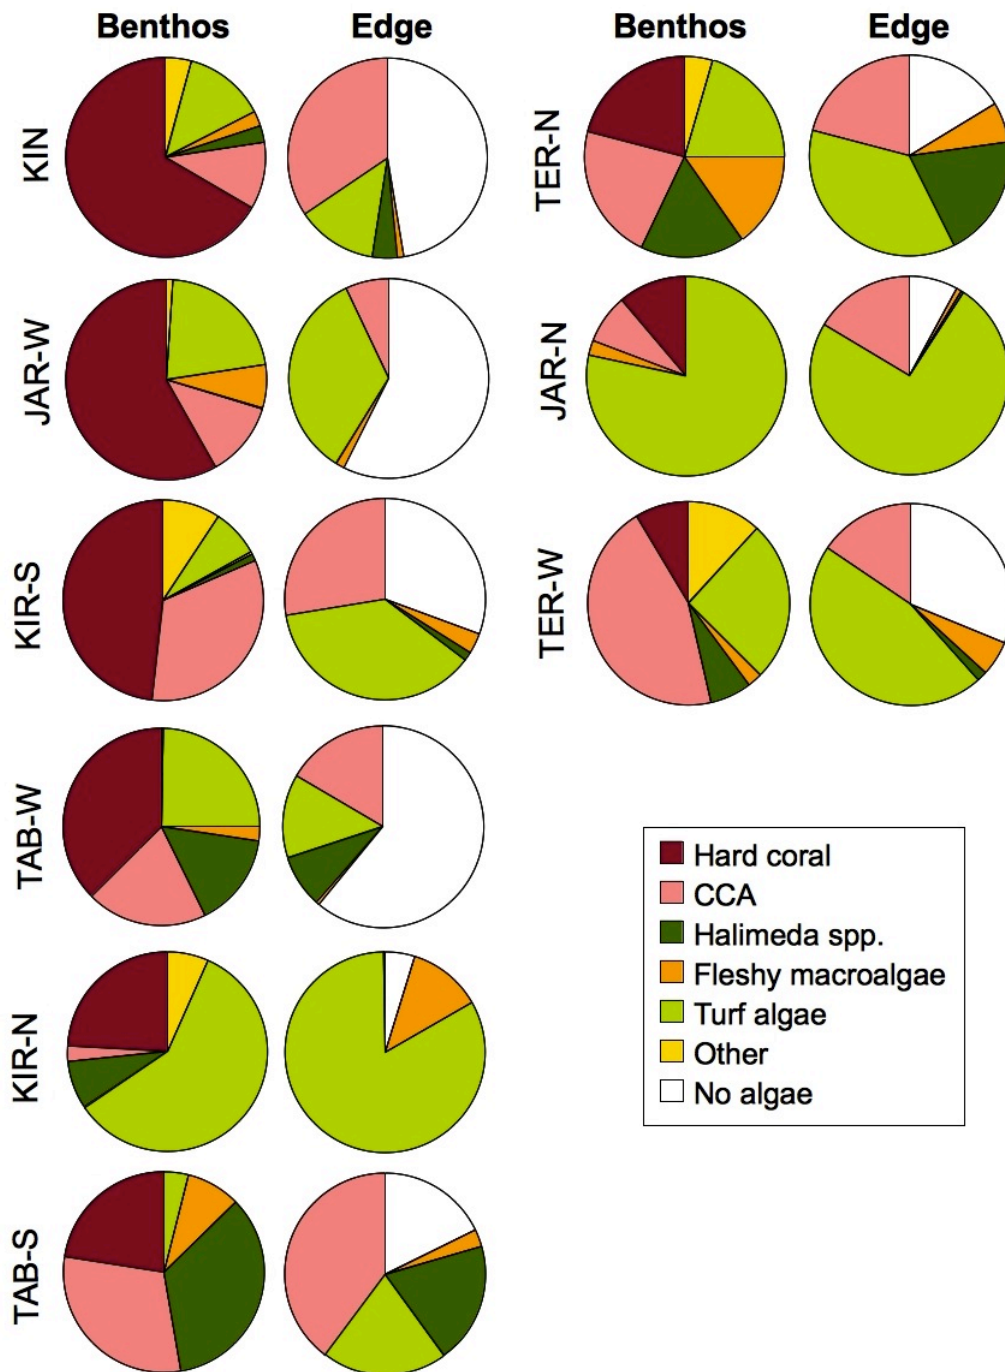 Benthos Edge Benthos Edge
KIN
TER-N
JAR-W
JAR-N
KIR-S
TER-W
TAB-W
Hard coral
CCA
Halimeda spp.
Fleshy macroalgae
Turf algae
Other
No algae
KIR-N
TAB-S